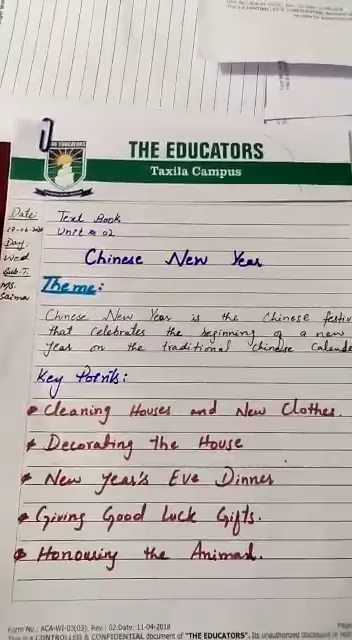 THE EDUCATORS
THE EDUCATORS
Taxila Campus
Date:
Text Book
Unit # 02
Day:
Wed
Sub.T.
Ms.
Saima
Chinese New Year
Theme:
Chinese New Year is the Chinese festiv
that celebrates the beginning of a new
Year on the traditional Chinese Calende
Key Points:
Cleaning Houses and New Clothes.
Decorating The House
New Year's Eve Dinner
Giving Good Luck Gifts.
Honouring the Animal.
Form No.: ACA-WI-03(03); Rev.: 02 Date: 11-04-2018
This is a CONTROLLED & CONFIDENTIAL document of "THE EDUCATORS". Its unauthorized disclosure or